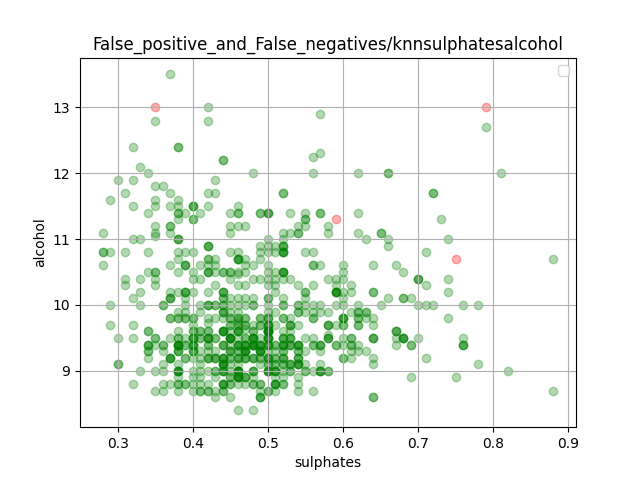 False_positive_and_False_negatives/knnsulphatesalcohol
13
12
11
10
9
alcohol
0.3 0.4 0.5 0.6 0.7 0.8 0.9
sulphates